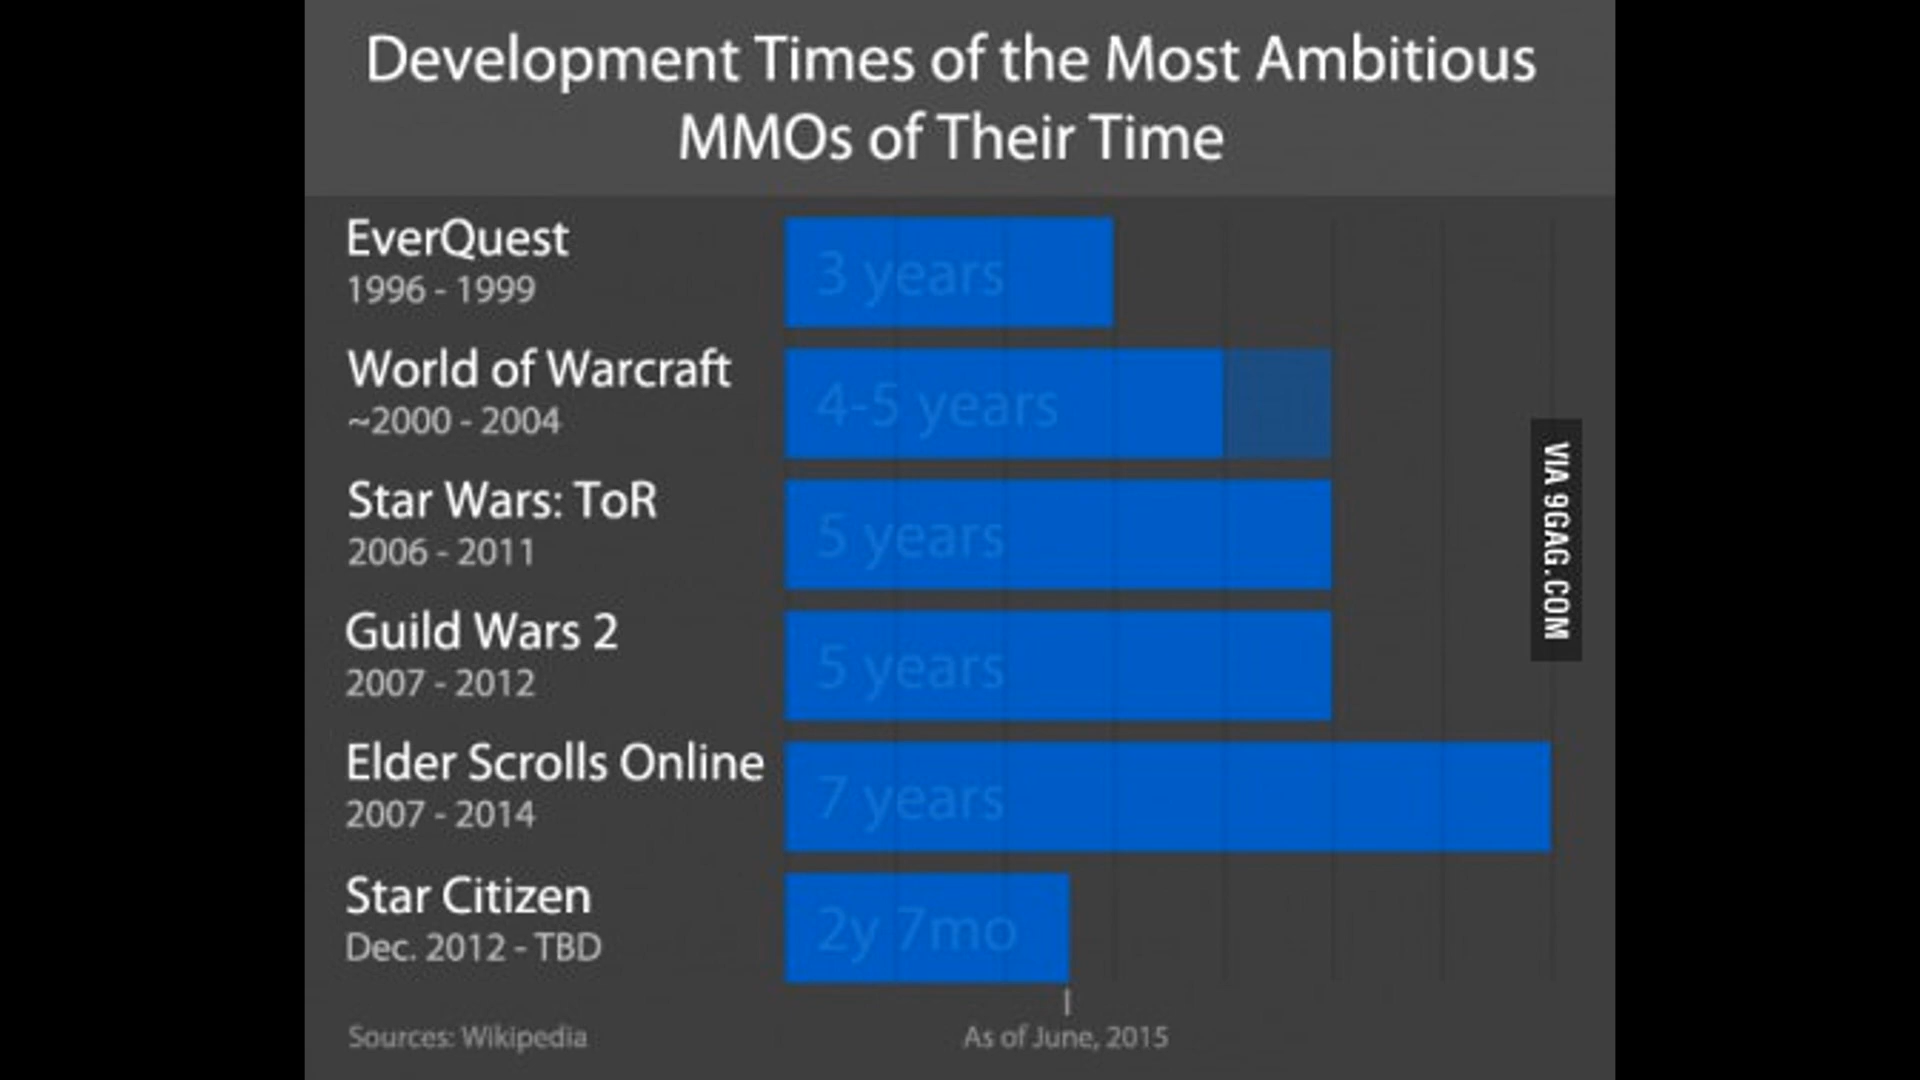 Development Times of the Most Ambitious
MMOs of Their Time
EverQuest
1996 - 1999
3 years
World of Warcraft
~2000 - 2004
4-5 years
Star Wars: ToR
2006 - 2011
5 years
Guild Wars 2
2007 - 2012
5 years
Elder Scrolls Online
2007 - 2014
7 years
Star Citizen
Dec. 2012 - TBD
2y 7mo
Sources: Wikipedia
As of June, 2015
VIA 9GAG.COM